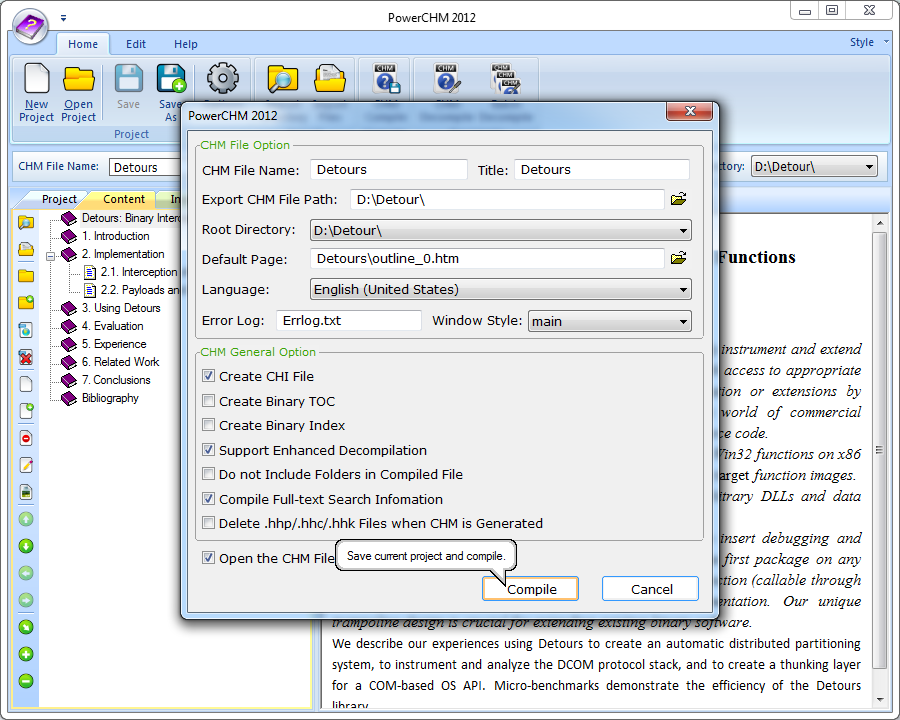 PowerCHM 2012
Home Edit Help Style
New Project Open Project Save Save As
Project
CHM File Name: Detours D:\Detour\
Project Content
Detours: Binary Interc
1. Introduction
2. Implementation
2.1. Interception
2.2. Payloads an
3. Using Detours
4. Evaluation
5. Experience
6. Related Work
7. Conclusions
Bibliography
PowerCHM 2012
CHM File Option
CHM File Name: Detours Title: Detours
Export CHM File Path: D:\Detour\
Root Directory: D:\Detour\
Default Page: Detours\outline_0.htm
Language: English (United States)
Error Log: Errlog.txt Window Style: main
CHM General Option
Create CHI File
Create Binary TOC
Create Binary Index
Support Enhanced Decompilation
Do not Include Folders in Compiled File
Compile Full-text Search Infomation
Delete .hhp/.hhc/.hhk Files when CHM is Generated
Open the CHM File
Save current project and compile.
Compile Cancel
Functions
instrument and extend
access to appropriate
or extensions by
world of commercial
code.
Win32 functions on x86
target function images.
DLLs and data
insert debugging and
first package on any
(callable through
Our unique
trampoline design is crucial for extending existing binary software.
We describe our experiences using Detours to create an automatic distributed partitioning
system, to instrument and analyze the DCOM protocol stack, and to create a thunking layer
for a COM-based OS API. Micro-benchmarks demonstrate the efficiency of the Detours
library.